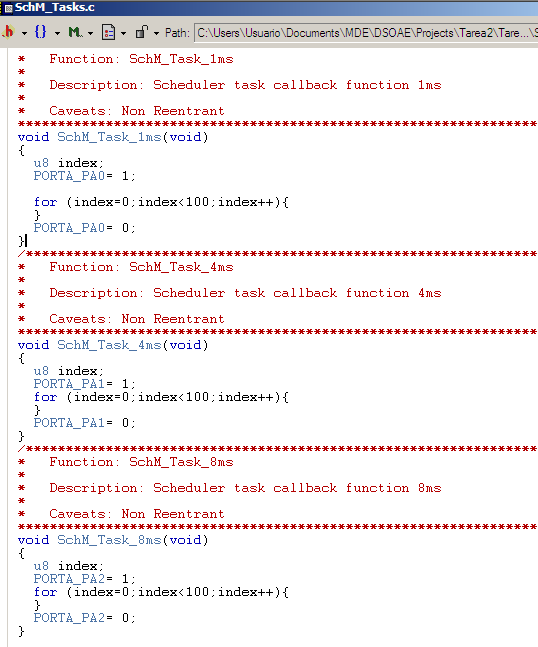 SchM_Tasks.c
.h {} M. Path: C:\Users\Usuario\Documents\MDE\DSOAE\Projects\Tarea2\Tare...\S
* Function: SchM_Task_1ms
*
* Description: Scheduler task callback function 1ms
*
* Caveats: Non Reentrant
*****************************************************************
void SchM_Task_1ms(void)
{
u8 index;
PORTA_PA0= 1;
for (index=0;index<100;index++){
}
PORTA_PA0= 0;
}
/****************************************************************
* Function: SchM_Task_4ms
*
* Description: Scheduler task callback function 4ms
*
* Caveats: Non Reentrant
*****************************************************************
void SchM_Task_4ms(void)
{
u8 index;
PORTA_PA1= 1;
for (index=0;index<100;index++){
}
PORTA_PA1= 0;
}
/****************************************************************
* Function: SchM_Task_8ms
*
* Description: Scheduler task callback function 8ms
*
* Caveats: Non Reentrant
*****************************************************************
void SchM_Task_8ms(void)
{
u8 index;
PORTA_PA2= 1;
for (index=0;index<100;index++){
}
PORTA_PA2= 0;
}